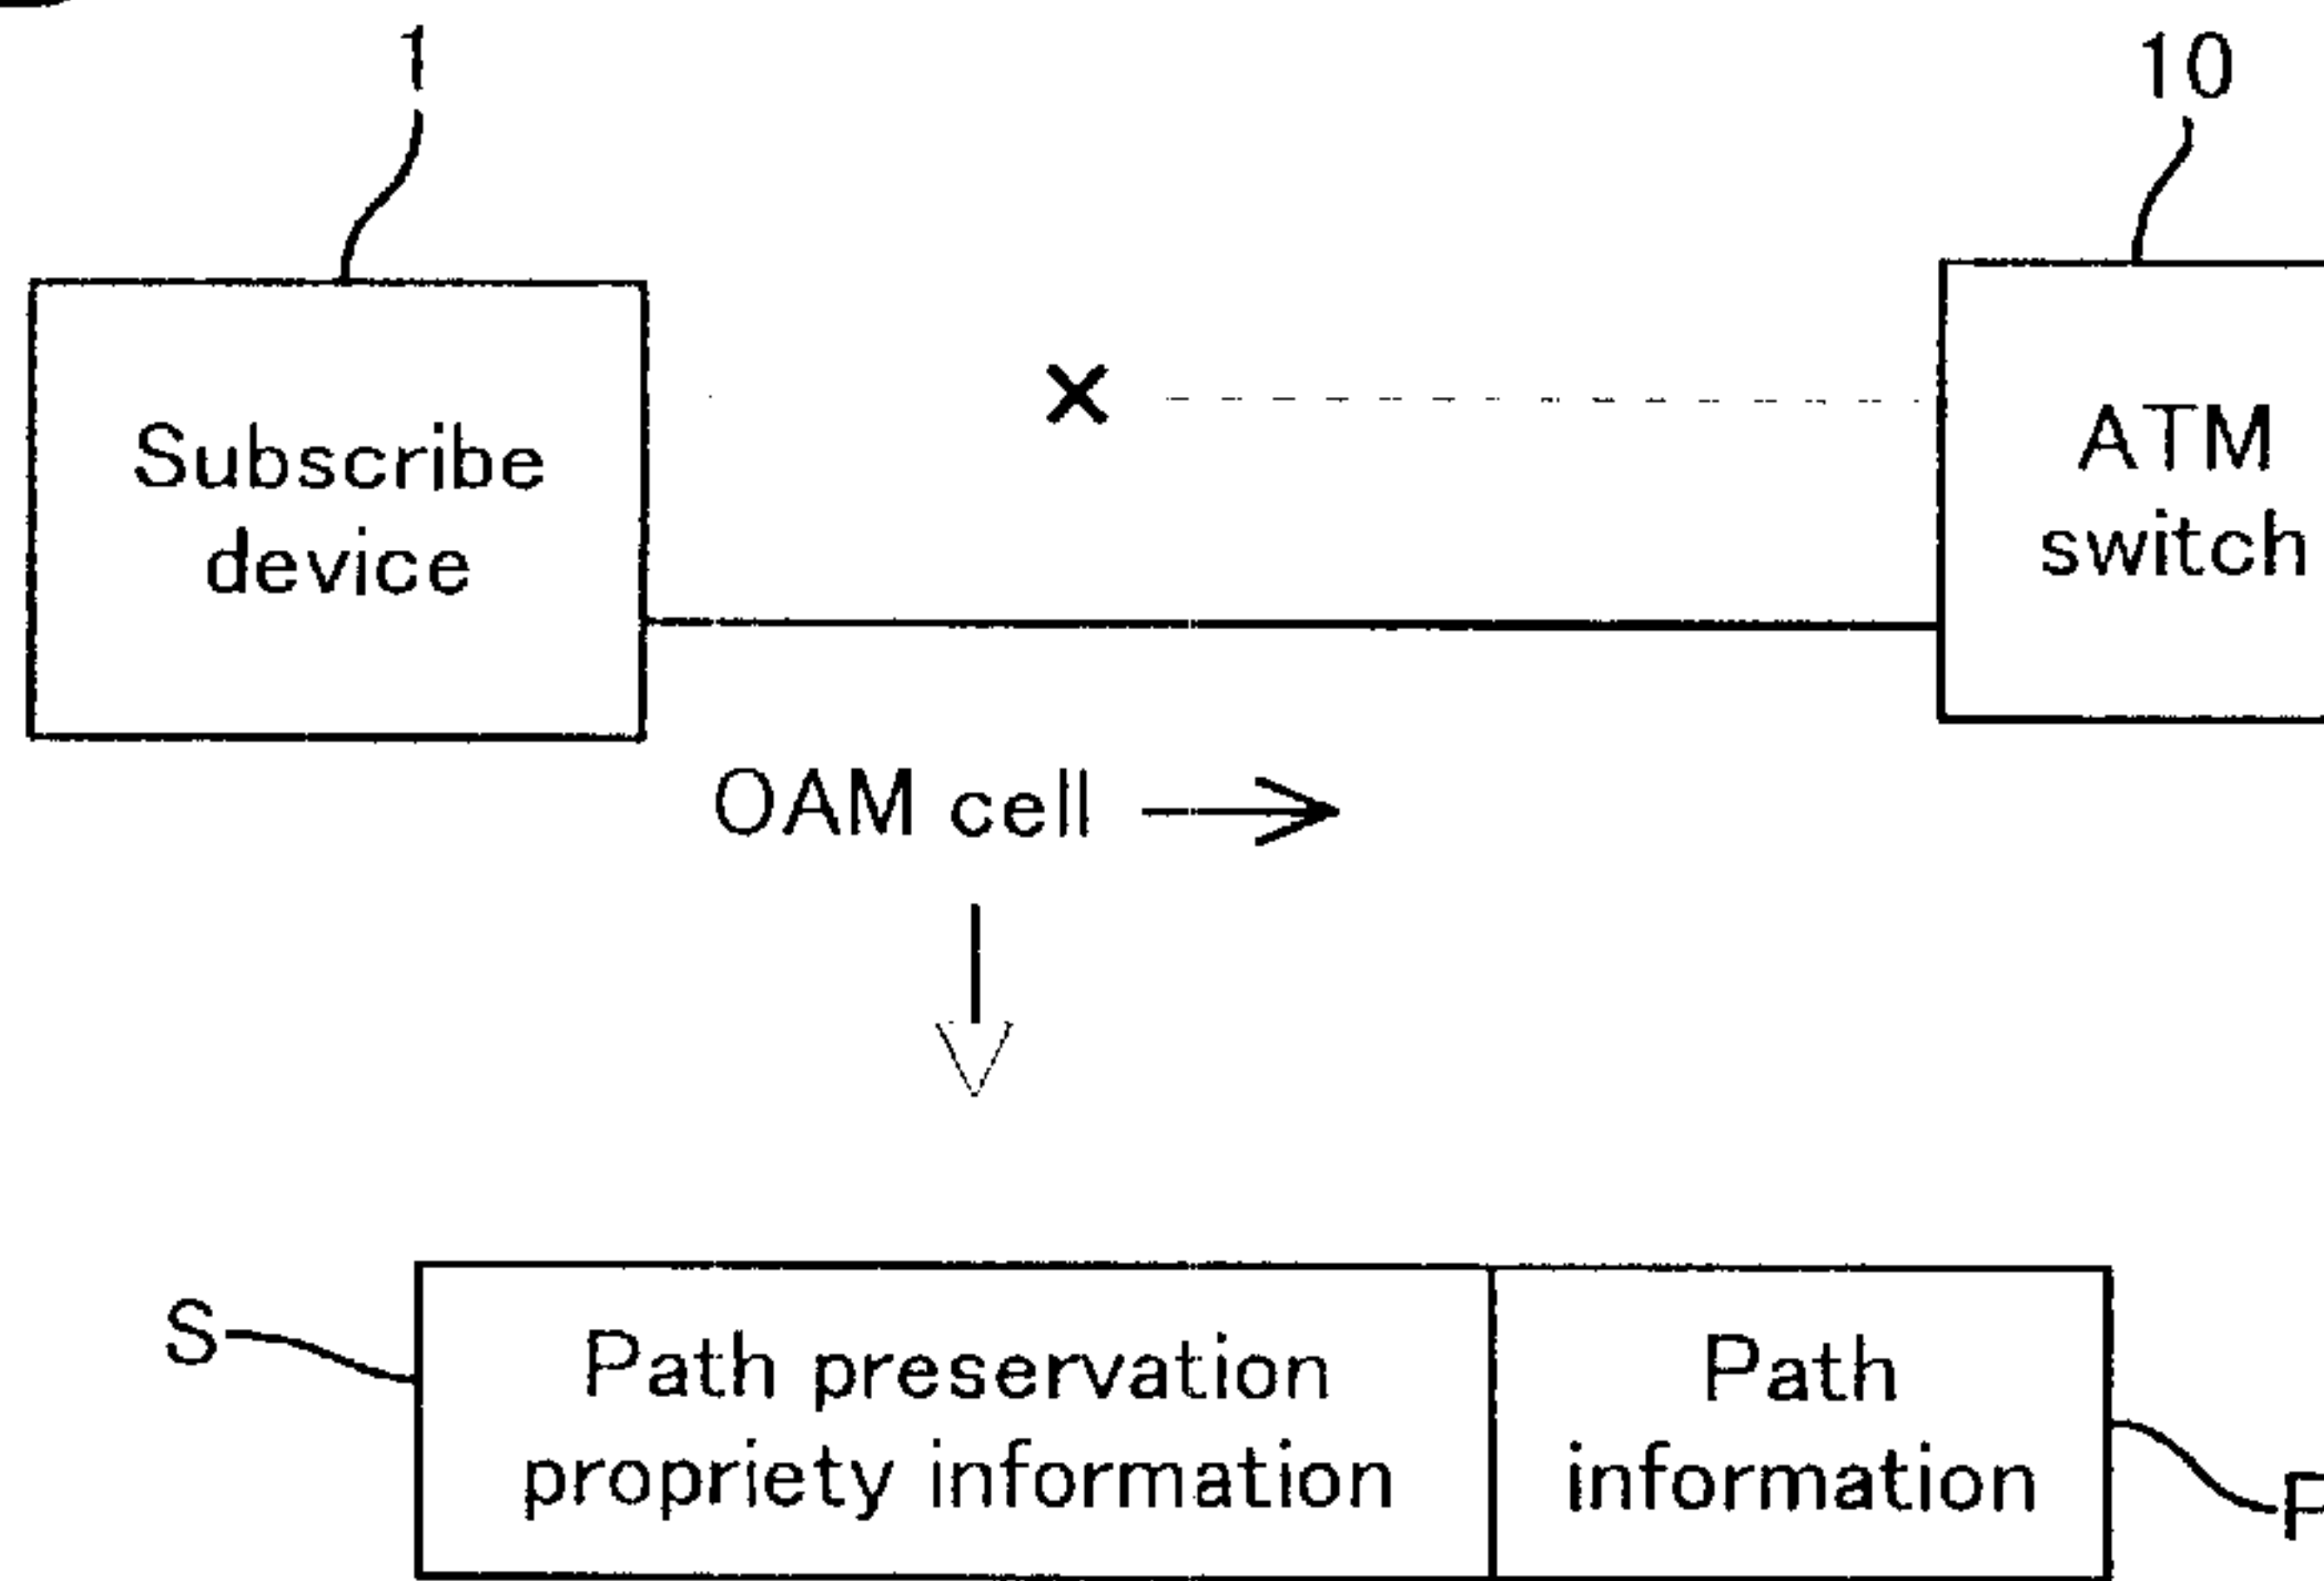 1
10
Subscribe
device
ATM
switch
OAM cell
S
Path preservation
propriety information
Path
information